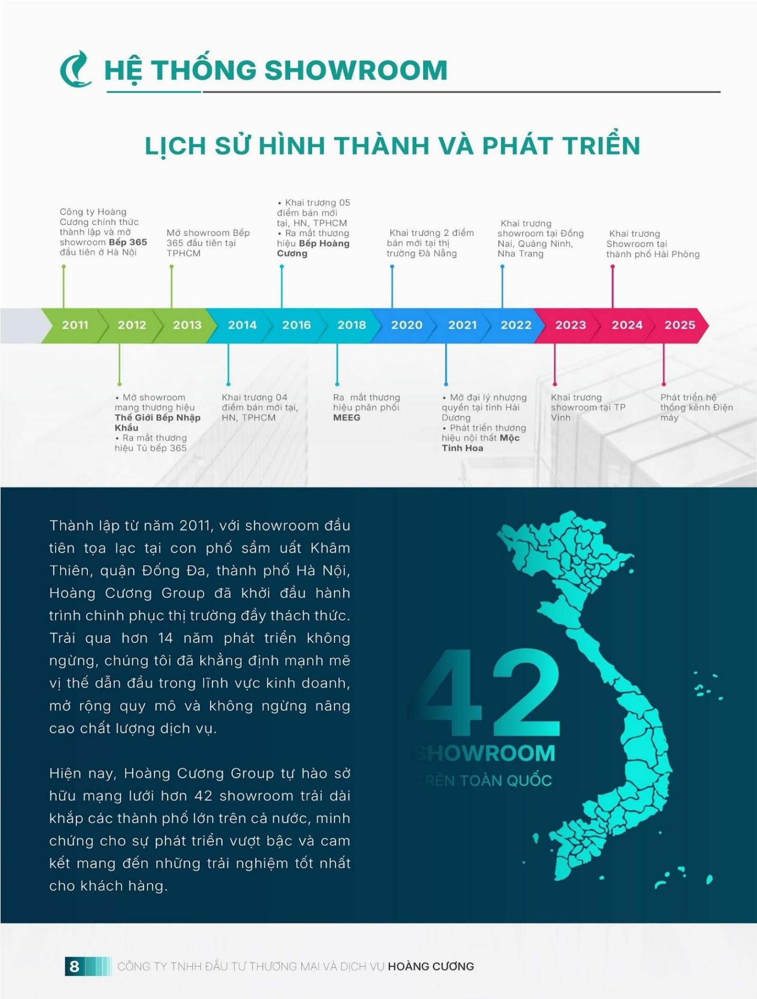 HỆ THỐNG SHOWROOM
LỊCH SỬ HÌNH THÀNH VÀ PHÁT TRIỂN
Công ty Hoàng
Cương chính thức
thành lập và mở
showroom Bếp 365
đầu tiên ở Hà Nội
Mở showroom Bếp
365 đầu tiên tại
TPHCM
• Khai trương 05
điểm bán mới
tại, HN, TPHCM
• Ra mắt thương
hiệu Bếp Hoàng
Cương
Khai trương 2 điểm
bán mới tại thị
trường Đà Nẵng
Khai trương
showroom tại Đồng
Nai, Quảng Ninh,
Nha Trang
Khai trương
Showroom tại
thành phố Hải Phòng
2011 2012 2013 2014 2016 2018 2020 2021 2022 2023 2024 2025
• Mở showroom
mang thương hiệu
Thế Giới Bếp Nhập
Khẩu
• Ra mắt thương
hiệu Tủ bếp 365
Khai trương 04
điểm bán mới tại,
HN, TPHCM
Ra mắt thương
hiệu phân phối
MEEG
• Mở đại lý nhượng
quyền tại tỉnh Hải
Dương
• Phát triển thương
hiệu nội thất Mộc
Tinh Hoa
Khai trương
showroom tại TP
Vinh
Phát triển hệ
thống kênh Điện
máy
Thành lập từ năm 2011, với showroom đầu
tiên tọa lạc tại con phố sầm uất Khâm
Thiên, quận Đống Đa, thành phố Hà Nội,
Hoàng Cương Group đã khởi đầu hành
trình chinh phục thị trường đầy thách thức.
Trải qua hơn 14 năm phát triển không
ngừng, chúng tôi đã khẳng định mạnh mẽ
vị thế dẫn đầu trong lĩnh vực kinh doanh,
mở rộng quy mô và không ngừng nâng
cao chất lượng dịch vụ.
Hiện nay, Hoàng Cương Group tự hào sở
hữu mạng lưới hơn 42 showroom trải dài
khắp các thành phố lớn trên cả nước, minh
chứng cho sự phát triển vượt bậc và cam
kết mang đến những trải nghiệm tốt nhất
cho khách hàng.
42
SHOWROOM
TRÊN TOÀN QUỐC
8 CÔNG TY TNHH ĐẦU TƯ THƯƠNG MẠI VÀ DỊCH VỤ HOÀNG CƯƠNG